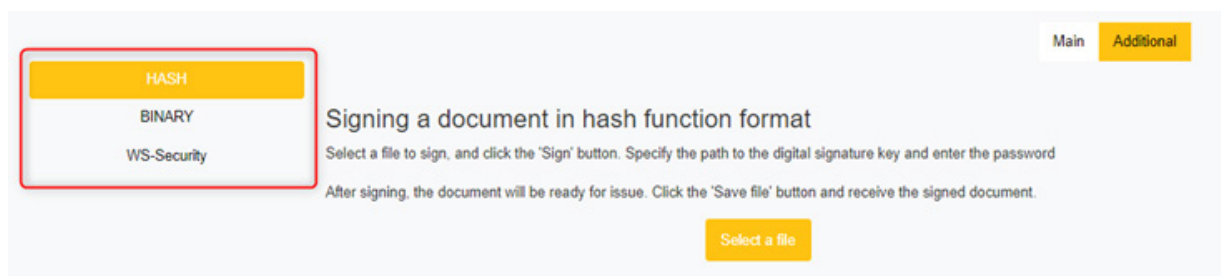 Main Additional
HASH
BINARY
WS-Security
Signing a document in hash function format
Select a file to sign, and click the 'Sign' button. Specify the path to the digital signature key and enter the password
After signing, the document will be ready for issue. Click the 'Save file' button and receive the signed document.
Select a file